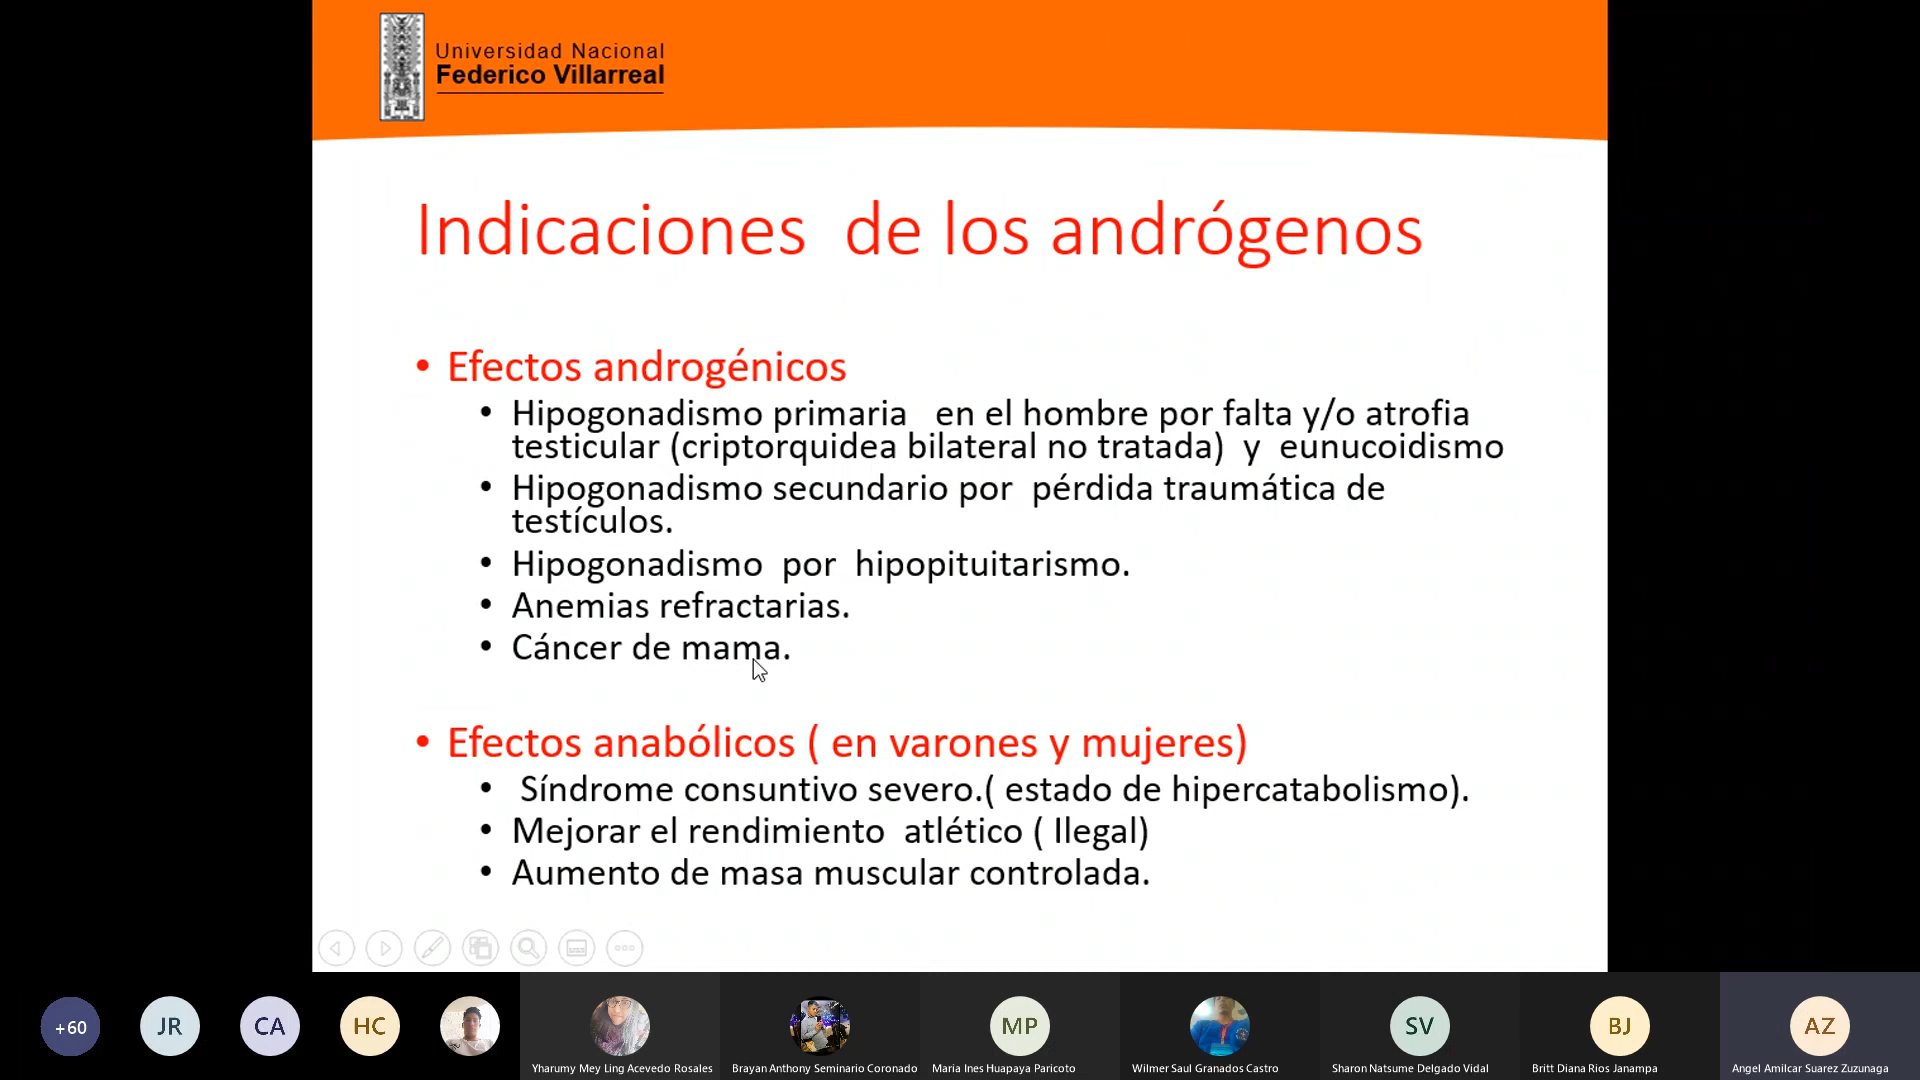 Universidad Nacional
Federico Villarreal
Indicaciones de los andrógenos
• Efectos androgénicos
• Hipogonadismo primaria en el hombre por falta y/o atrofia
testicular (criptorquidea bilateral no tratada) y eunucoidismo
• Hipogonadismo secundario por pérdida traumática de
testículos.
• Hipogonadismo por hipopituitarismo.
• Anemias refractarias.
• Cáncer de mama.
• Efectos anabólicos ( en varones y mujeres)
• Síndrome consuntivo severo.( estado de hipercatabolismo).
• Mejorar el rendimiento atlético ( Ilegal)
• Aumento de masa muscular controlada.
+60
JR
CA
HC
MP
SV
BJ
AZ
Yharumy Mey Ling Acevedo Rosales
Brayan Anthony Seminario Coronado
Maria Ines Huapaya Paricoto
Wilmer Saul Granados Castro
Sharon Natsume Delgado Vidal
Britt Diana Rios Janampa
Angel Amilcar Suarez Zuzunaga